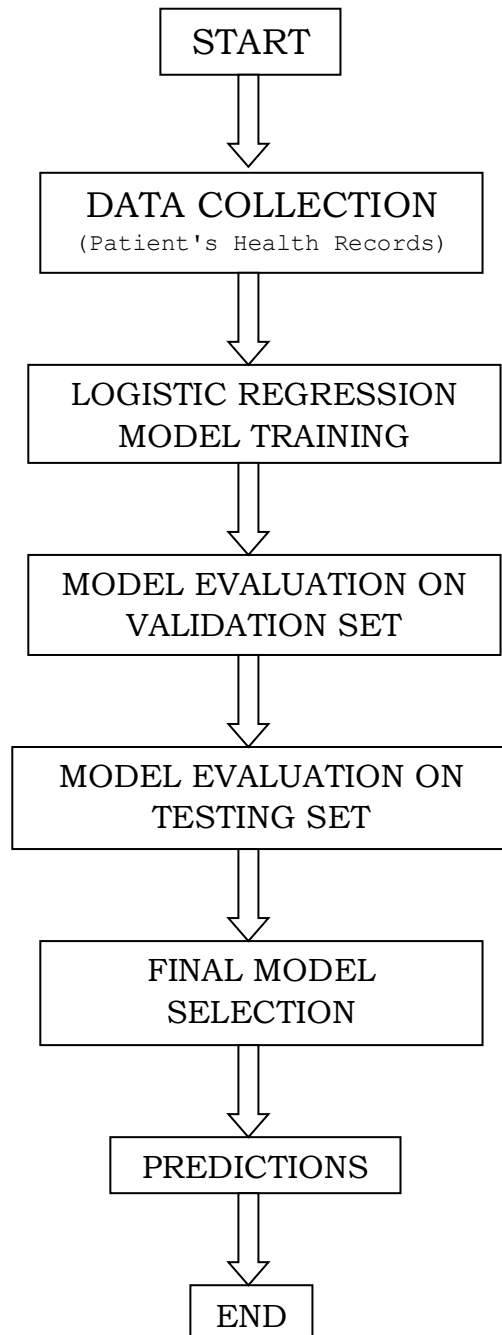 START
DATA COLLECTION
(Patient's Health Records)
LOGISTIC REGRESSION
MODEL TRAINING
MODEL EVALUATION ON
VALIDATION SET
MODEL EVALUATION ON
TESTING SET
FINAL MODEL
SELECTION
PREDICTIONS
END